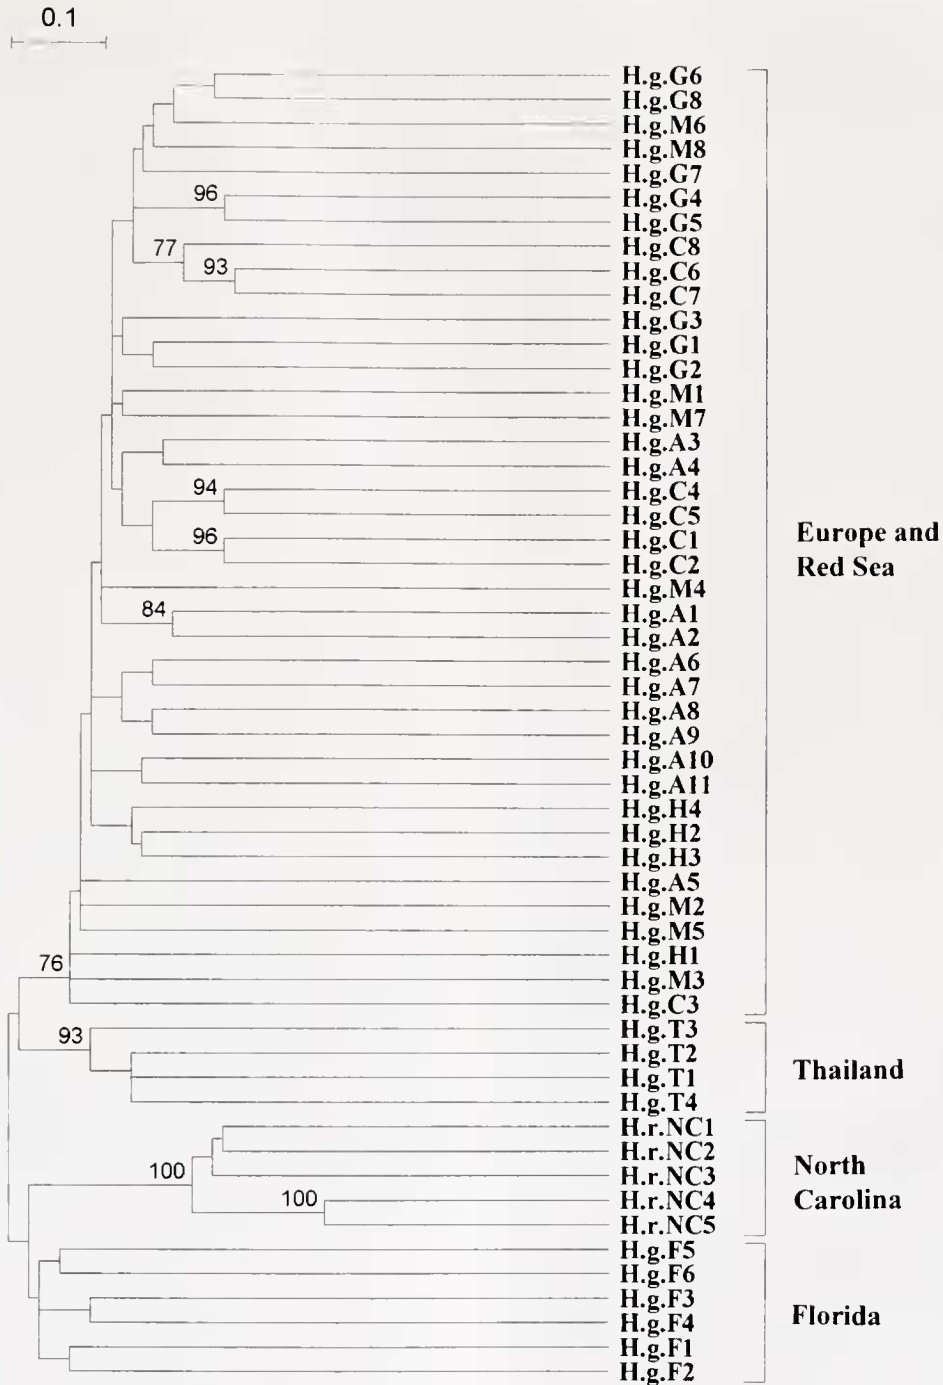 0.1
H.g.G6
H.g.G8
H.g.M6
H.g.M8
H.g.G7
96
H.g.G4
H.g.G5
77
H.g.C8
93
H.g.C6
H.g.C7
H.g.G3
H.g.G1
H.g.G2
H.g.M1
H.g.M7
H.g.A3
H.g.A4
94
H.g.C4
H.g.C5
96
H.g.C1
H.g.C2
H.g.M4
84
H.g.A1
H.g.A2
H.g.A6
H.g.A7
H.g.A8
H.g.A9
H.g.A10
H.g.A11
H.g.H4
H.g.H2
H.g.H3
H.g.A5
H.g.M2
H.g.M5
76
H.g.H1
H.g.M3
H.g.C3
Europe and
Red Sea
93
H.g.T3
H.g.T2
H.g.T1
H.g.T4
Thailand
100
H.r.NC1
H.r.NC2
H.r.NC3
100
H.r.NC4
H.r.NC5
North
Carolina
H.g.F5
H.g.F6
H.g.F3
H.g.F4
H.g.F1
H.g.F2
Florida